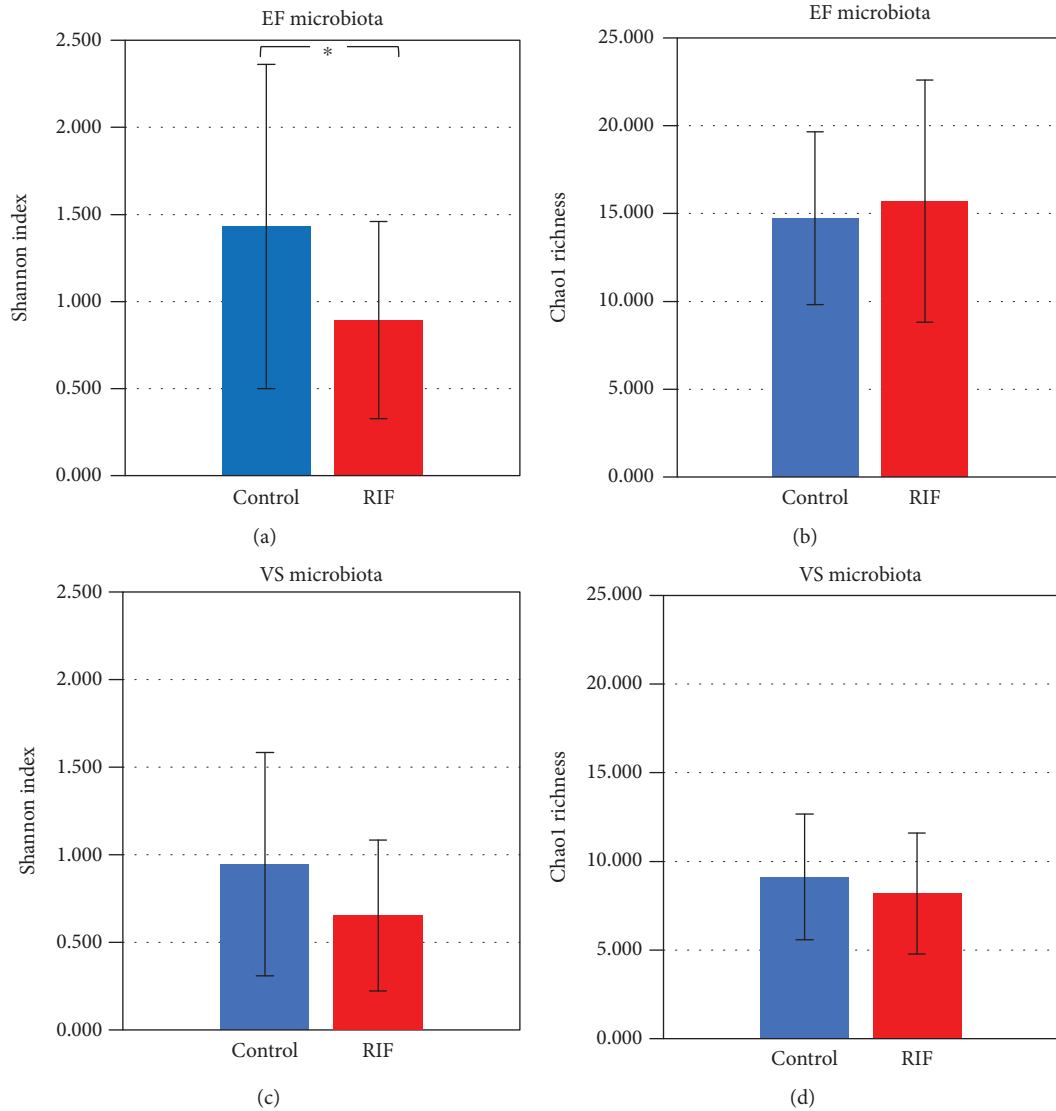 EF microbiota
Shannon index
2.500
2.000
1.500
1.000
0.500
0.000
*
Control RIF
(a)
EF microbiota
Chao1 richness
25.000
20.000
15.000
10.000
5.000
0.000
Control RIF
(b)
VS microbiota
Shannon index
2.500
2.000
1.500
1.000
0.500
0.000
Control RIF
(c)
VS microbiota
Chao1 richness
25.000
20.000
15.000
10.000
5.000
0.000
Control RIF
(d)